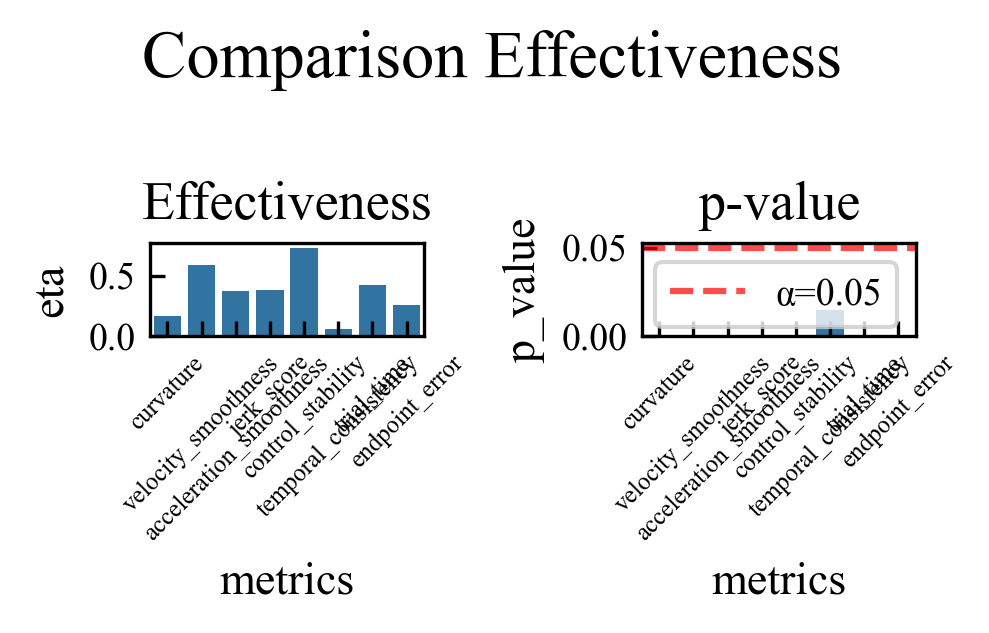 Comparison Effectiveness
Effectiveness
eta
0.5
0.0
curvature
velocity_smoothness
acceleration_smoothness
jerk_score
control_stability
temporal_consistency
trial_time
endpoint_error
metrics
p-value
p_value
0.05
0.00
α=0.05
curvature
velocity_smoothness
acceleration_smoothness
jerk_score
control_stability
temporal_consistency
trial_time
endpoint_error
metrics